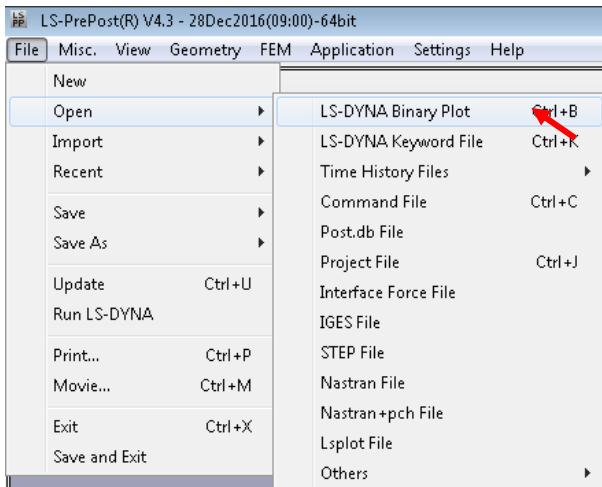 LS-PrePost(R) V4.3 - 28Dec2016(09:00)-64bit
File Misc. View Geometry FEM Application Settings Help
New
Open
Import
Recent
Save
Save As
Update Ctrl+U
Run LS-DYNA
Print... Ctrl+P
Movie... Ctrl+M
Exit Ctrl+X
Save and Exit
LS-DYNA Binary Plot Ctrl+B
LS-DYNA Keyword File Ctrl+K
Time History Files
Command File Ctrl+C
Post.db File
Project File Ctrl+J
Interface Force File
IGES File
STEP File
Nastran File
Nastran+pch File
Lsplot File
Others